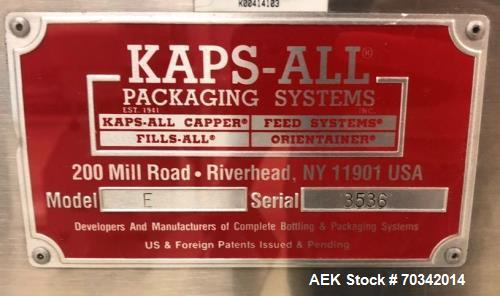 K00414103
KAPS-ALL®
PACKAGING SYSTEMS
EST. 1941 INC.
KAPS-ALL CAPPER® FEED SYSTEMS®
FILLS-ALL® ORIENTAINER®
200 Mill Road • Riverhead, NY 11901 USA
Model E Serial 3536
Developers And Manufacturers of Complete Bottling & Packaging Systems
US & Foreign Patents Issued & Pending
AEK Stock # 70342014